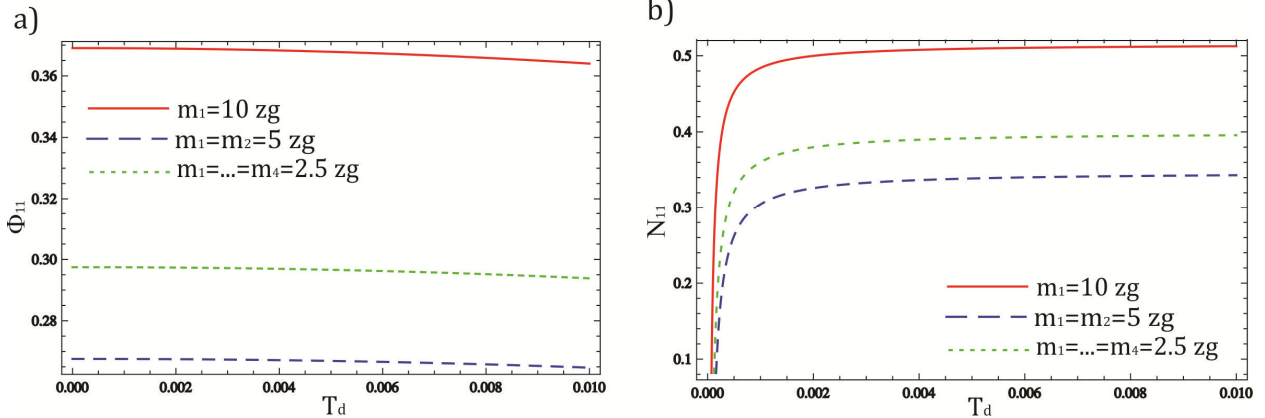 a)
0.36
0.34
0.32
0.30
0.28
Φ₁₁
m₁=10 zg
m₁=m₂=5 zg
m₁=...=m₄=2.5 zg
0.000 0.002 0.004 0.006 0.008 0.010
T_d
b)
0.5
0.4
0.3
0.2
0.1
N₁₁
m₁=10 zg
m₁=m₂=5 zg
m₁=...=m₄=2.5 zg
0.000 0.002 0.004 0.006 0.008 0.010
T_d